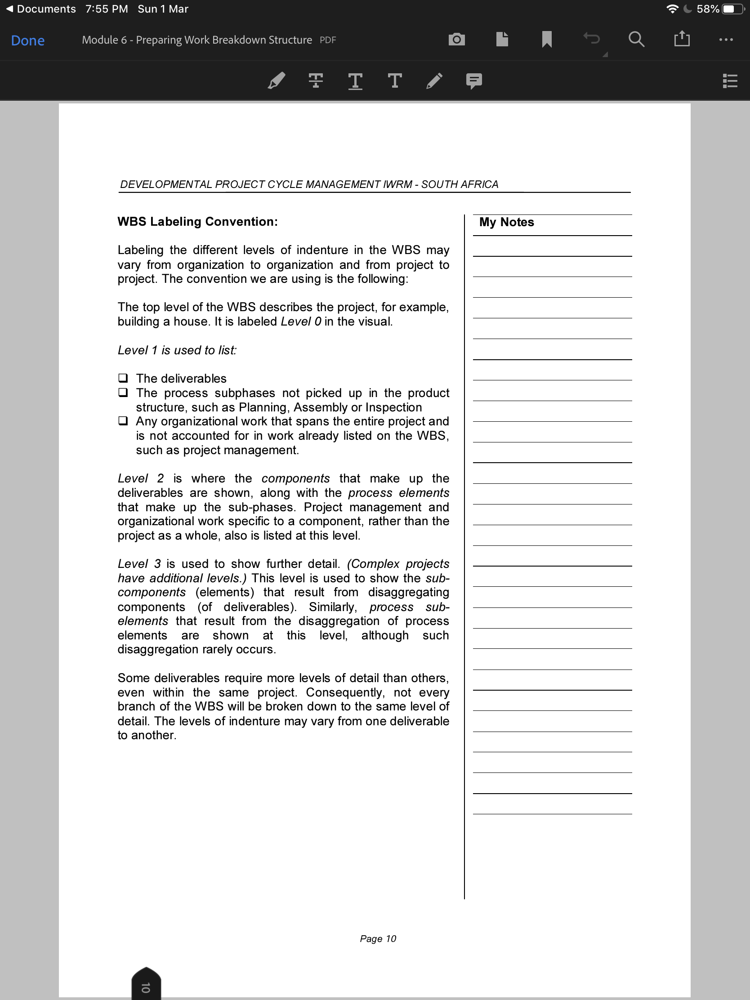 Documents 7:55 PM Sun 1 Mar 58%
Done Module 6 - Preparing Work Breakdown Structure PDF
DEVELOPMENTAL PROJECT CYCLE MANAGEMENT IWRM - SOUTH AFRICA
WBS Labeling Convention:
Labeling the different levels of indenture in the WBS may
vary from organization to organization and from project to
project. The convention we are using is the following:
The top level of the WBS describes the project, for example,
building a house. It is labeled Level 0 in the visual.
Level 1 is used to list:
❑ The deliverables
❑ The process subphases not picked up in the product
structure, such as Planning, Assembly or Inspection
❑ Any organizational work that spans the entire project and
is not accounted for in work already listed on the WBS,
such as project management.
Level 2 is where the components that make up the
deliverables are shown, along with the process elements
that make up the sub-phases. Project management and
organizational work specific to a component, rather than the
project as a whole, also is listed at this level.
Level 3 is used to show further detail. (Complex projects
have additional levels.) This level is used to show the sub-
components (elements) that result from disaggregating
components (of deliverables). Similarly, process sub-
elements that result from the disaggregation of process
elements are shown at this level, although such
disaggregation rarely occurs.
Some deliverables require more levels of detail than others,
even within the same project. Consequently, not every
branch of the WBS will be broken down to the same level of
detail. The levels of indenture may vary from one deliverable
to another.
My Notes
Page 10
10